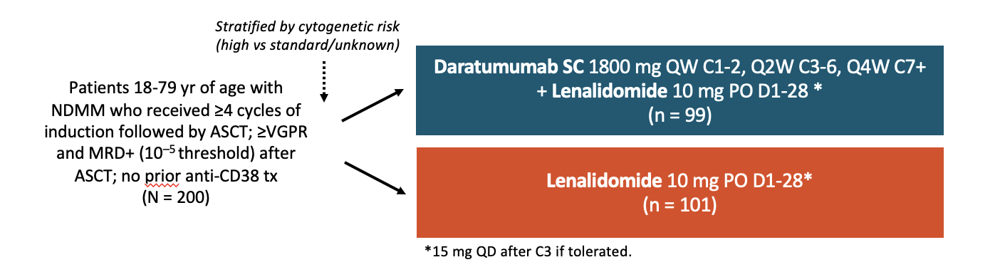 Stratified by cytogenetic risk
(high vs standard/unknown)
Patients 18-79 yr of age with
NDMM who received ≥4 cycles of
induction followed by ASCT; ≥VGPR
and MRD+ (10⁻⁵ threshold) after
ASCT; no prior anti-CD38 tx
(N = 200)
Daratumumab SC 1800 mg QW C1-2, Q2W C3-6, Q4W C7+
+ Lenalidomide 10 mg PO D1-28 *
(n = 99)
Lenalidomide 10 mg PO D1-28*
(n = 101)
*15 mg QD after C3 if tolerated.